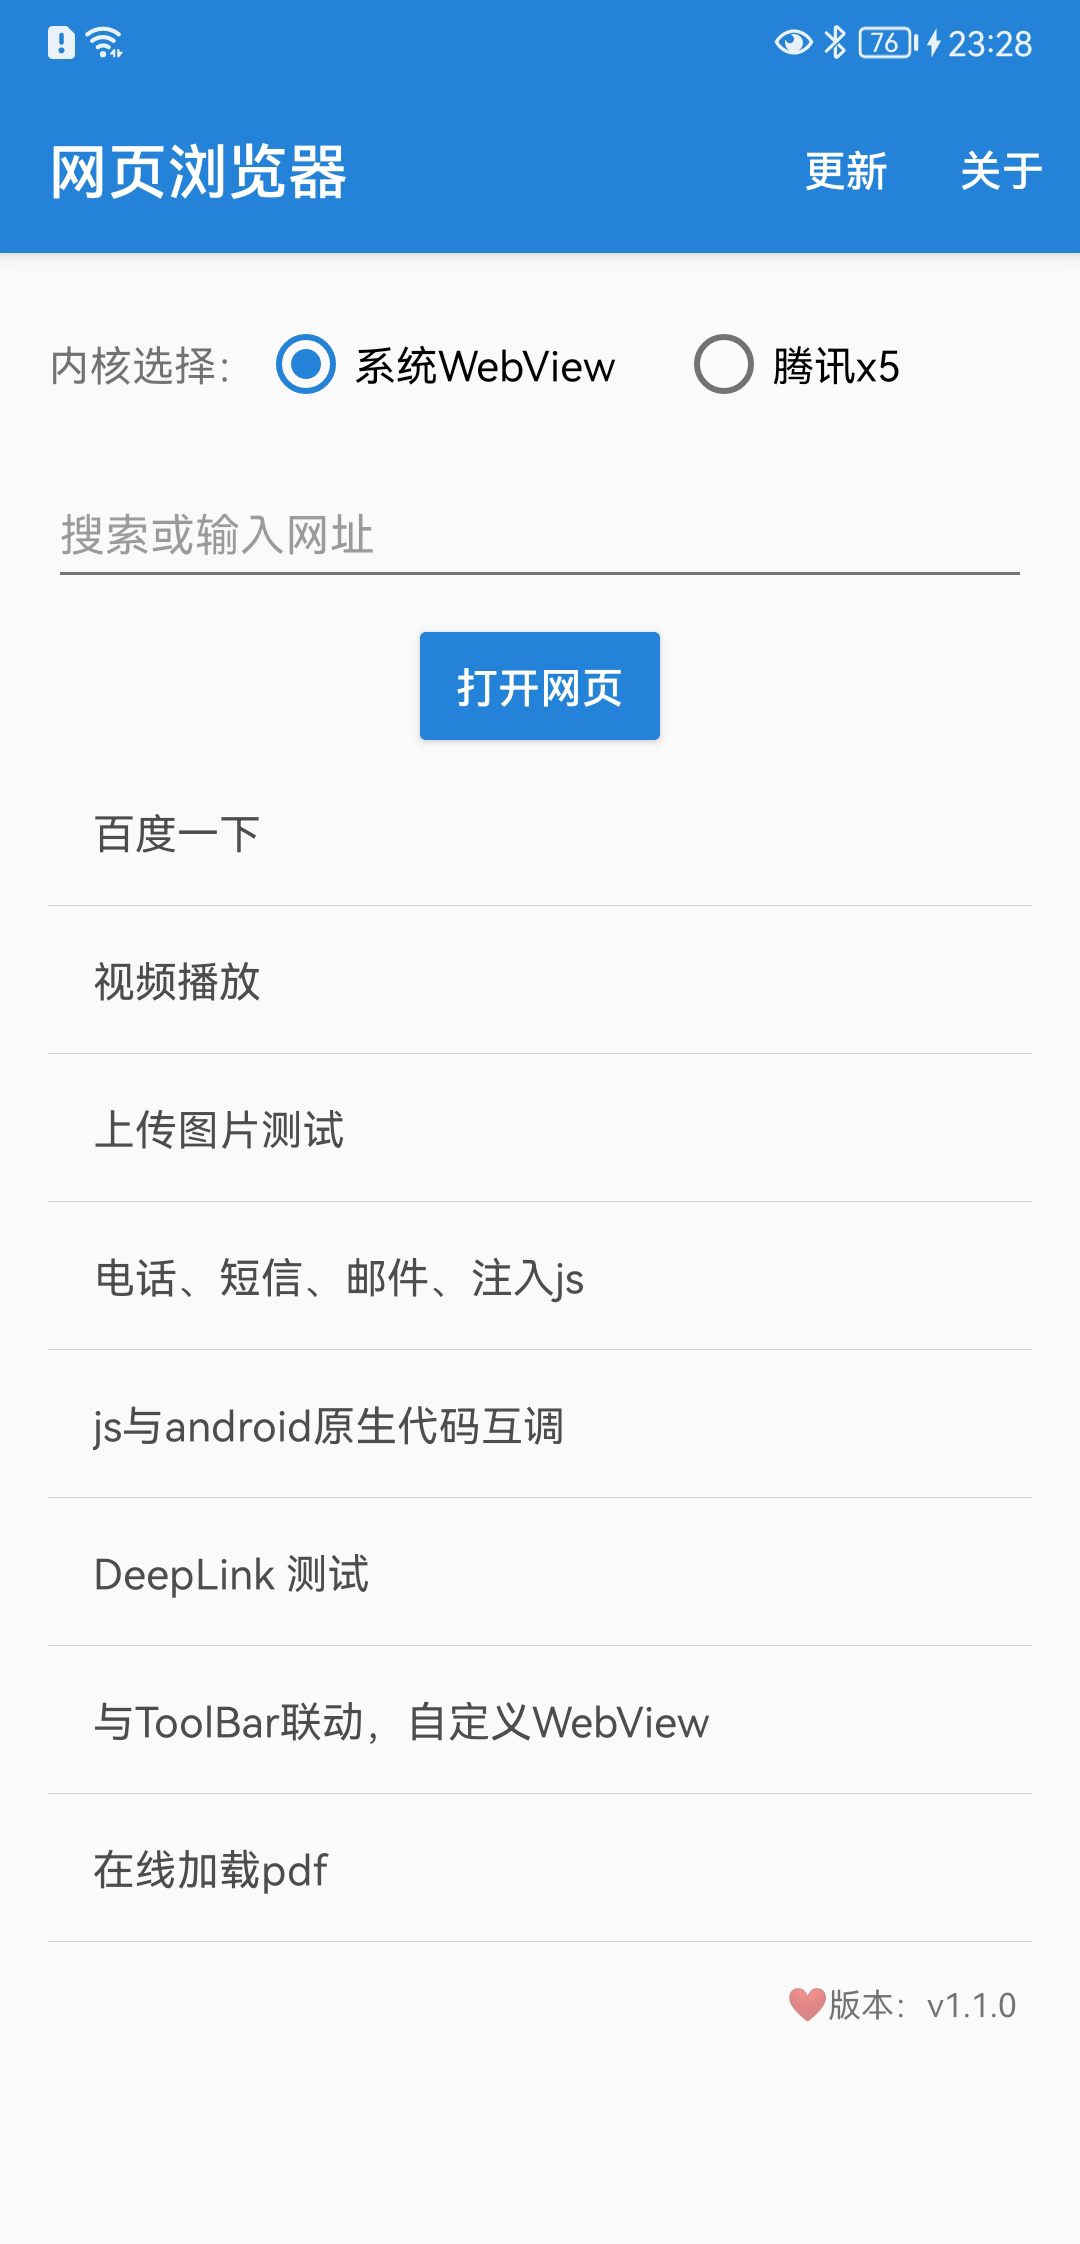 76 23:28
网页浏览器 更新 关于
内核选择： 系统WebView 腾讯x5
搜索或输入网址
打开网页
百度一下
视频播放
上传图片测试
电话、短信、邮件、注入js
js与android原生代码互调
DeepLink 测试
与ToolBar联动，自定义WebView
在线加载pdf
❤️版本：v1.1.0